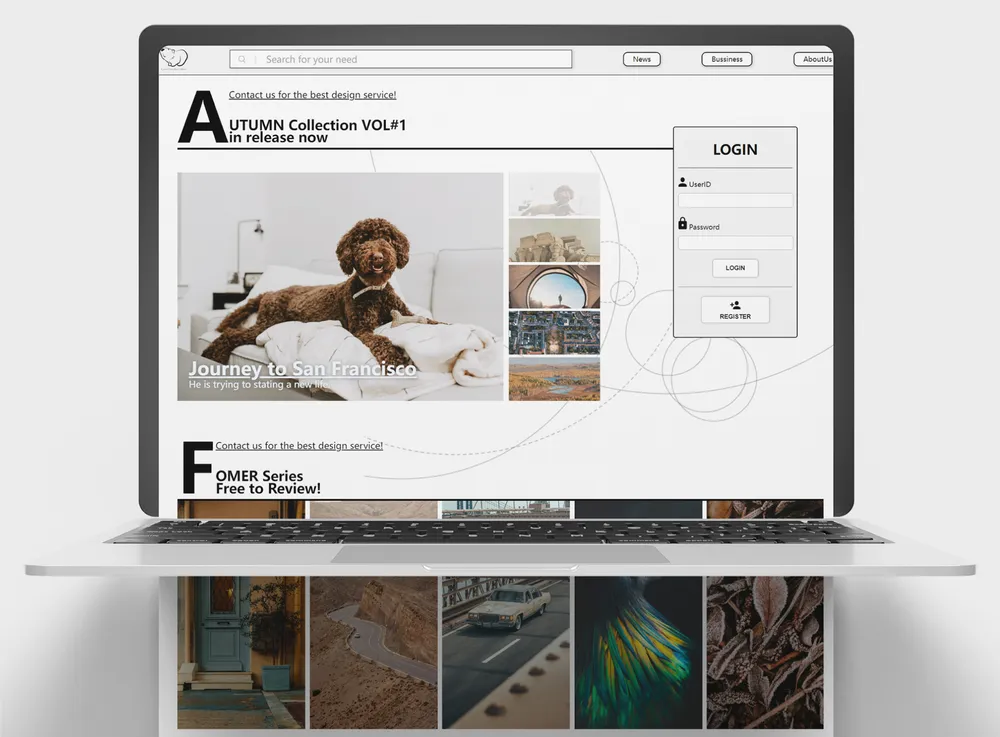 Search for your need
News
Bussiness
AboutUs
Contact us for the best design service!
AUTUMN Collection VOL#1
in release now
LOGIN
UserID
Password
LOGIN
REGISTER
Journey to San Francisco
He is trying to stating a new life.
Contact us for the best design service!
FOMER Series
Free to Review!